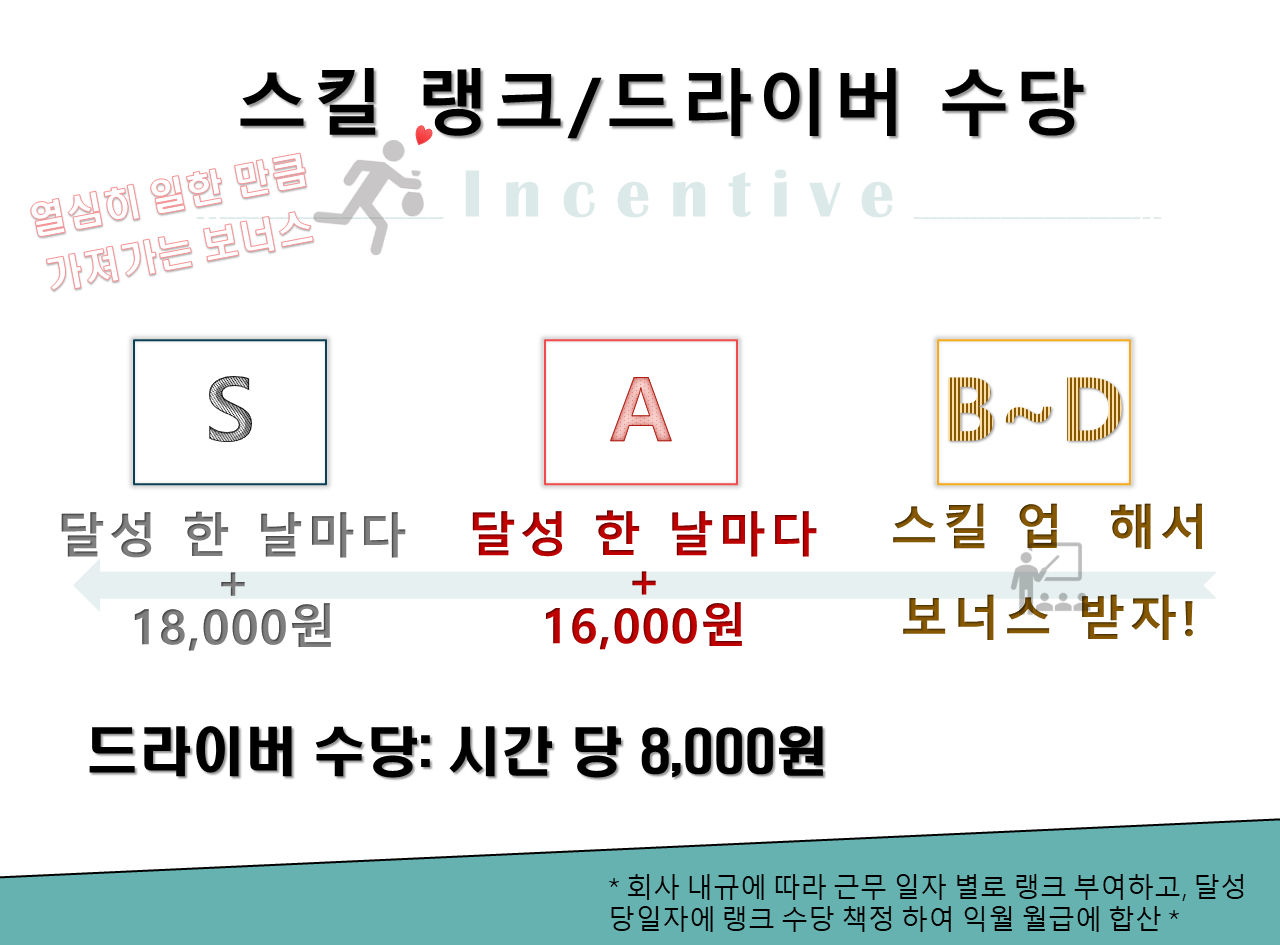 스킬 랭크/드라이버 수당
열심히 일한 만큼
가져가는 보너스
Incentive
S
달성 한 날마다
+
18,000원
A
달성 한 날마다
+
16,000원
B~D
스킬 업 해서
보너스 받자!
드라이버 수당: 시간 당 8,000원
* 회사 내규에 따라 근무 일자 별로 랭크 부여하고, 달성
당일자에 랭크 수당 책정 하여 익월 월급에 합산 *